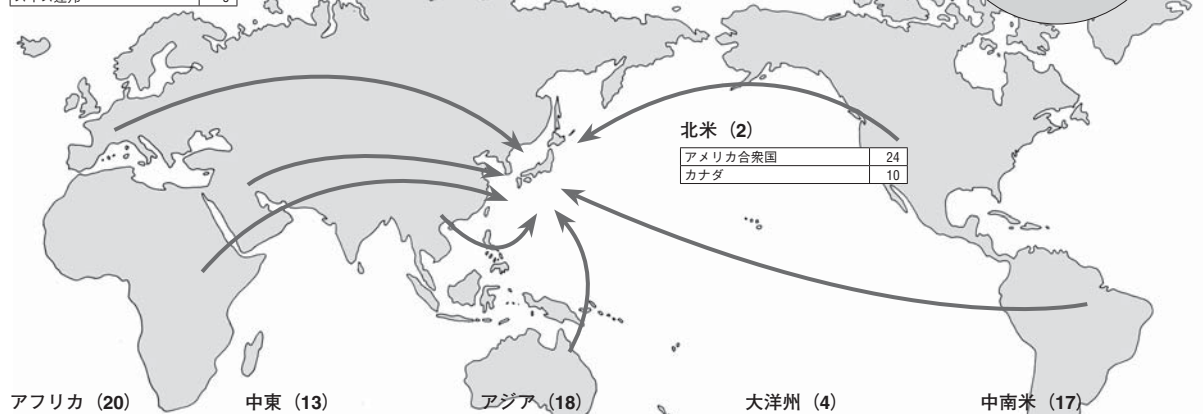 北米（2）
アメリカ合衆国 24
カナダ 10
アフリカ（20）
中東（13）
アジア（18）
大洋州（4）
中南米（17）